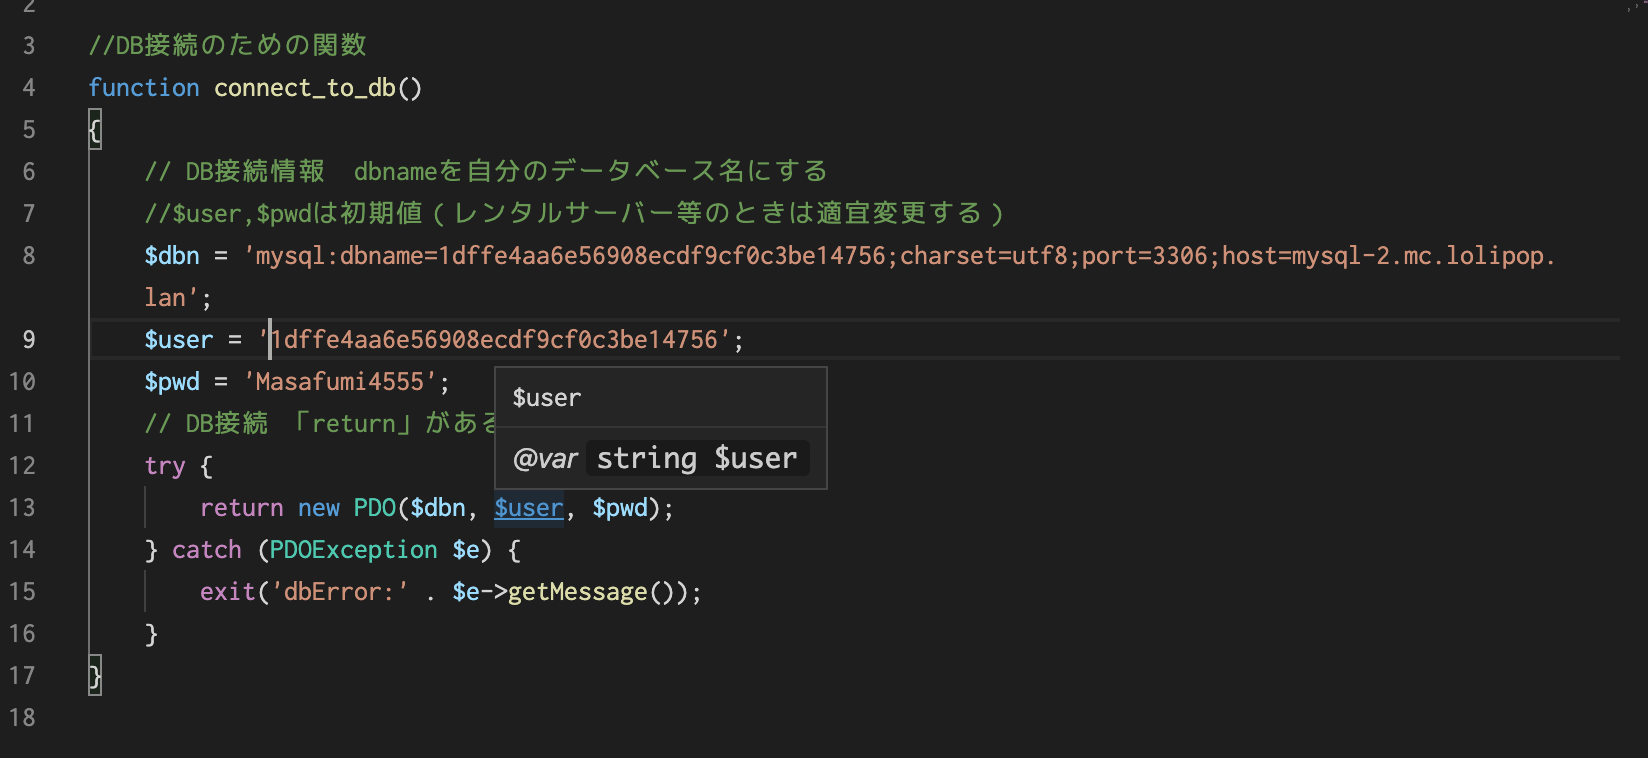 2
3 //DB接続のための関数
4 function connect_to_db()
5 {
6 // DB接続情報　dbnameを自分のデータベース名にする
7 //$user,$pwdは初期値（レンタルサーバー等のときは適宜変更する）
8 $dbn = 'mysql:dbname=1dffe4aa6e56908ecdf9cf0c3be14756;charset=utf8;port=3306;host=mysql-2.mc.lolipop.
lan';
9 $user = '1dffe4aa6e56908ecdf9cf0c3be14756';
10 $pwd = 'Masafumi4555';
$user
11 // DB接続 「return」がある
12 try {
@var string $user
13 return new PDO($dbn, $user, $pwd);
14 } catch (PDOException $e) {
15 exit('dbError:' . $e->getMessage());
16 }
17 }
18